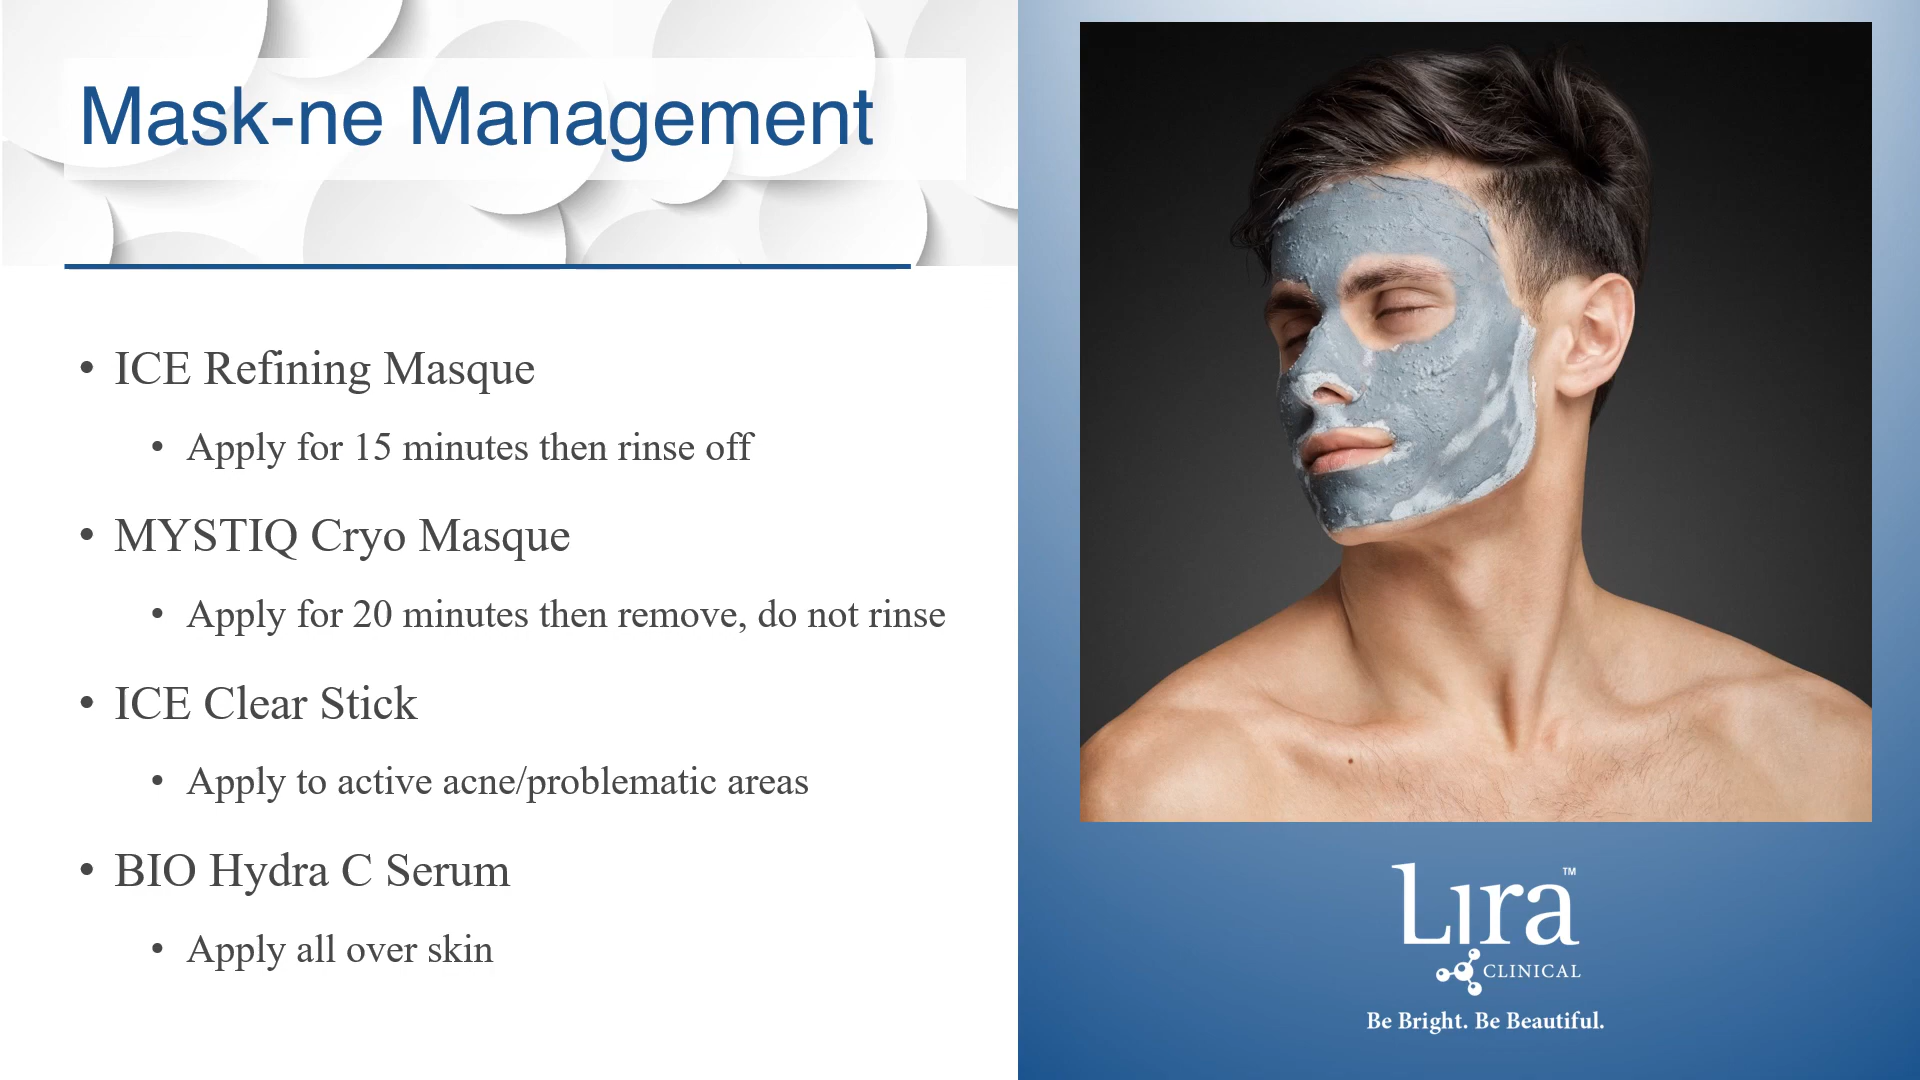 Mask-ne Management
• ICE Refining Masque
• Apply for 15 minutes then rinse off
• MYSTIQ Cryo Masque
• Apply for 20 minutes then remove, do not rinse
• ICE Clear Stick
• Apply to active acne/problematic areas
• BIO Hydra C Serum
• Apply all over skin
Lira™
CLINICAL
Be Bright. Be Beautiful.